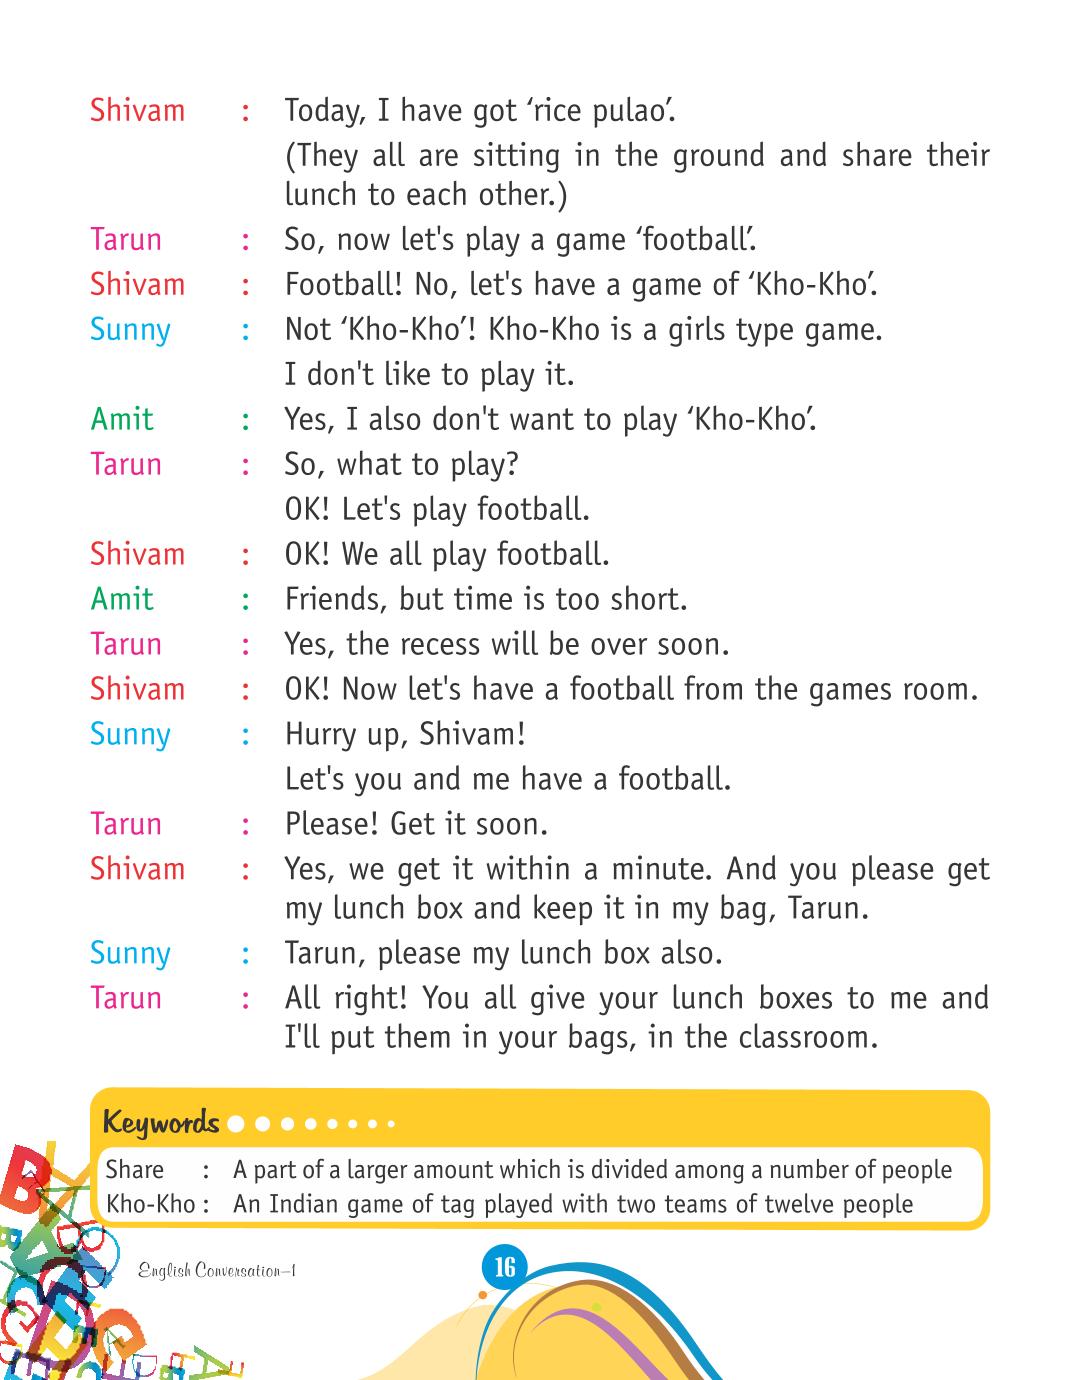 Shivam : Today, I have got ‘rice pulao’.
(They all are sitting in the ground and share their
lunch to each other.)
Tarun : So, now let's play a game ‘football’.
Shivam : Football! No, let's have a game of ‘Kho-Kho’.
Sunny : Not ‘Kho-Kho’! Kho-Kho is a girls type game.
I don't like to play it.
Amit : Yes, I also don't want to play ‘Kho-Kho’.
Tarun : So, what to play?
OK! Let's play football.
Shivam : OK! We all play football.
Amit : Friends, but time is too short.
Tarun : Yes, the recess will be over soon.
Shivam : OK! Now let's have a football from the games room.
Sunny : Hurry up, Shivam!
Let's you and me have a football.
Tarun : Please! Get it soon.
Shivam : Yes, we get it within a minute. And you please get
my lunch box and keep it in my bag, Tarun.
Sunny : Tarun, please my lunch box also.
Tarun : All right! You all give your lunch boxes to me and
I'll put them in your bags, in the classroom.
Keywords
Share : A part of a larger amount which is divided among a number of people
Kho-Kho : An Indian game of tag played with two teams of twelve people
English Conversation–1
16